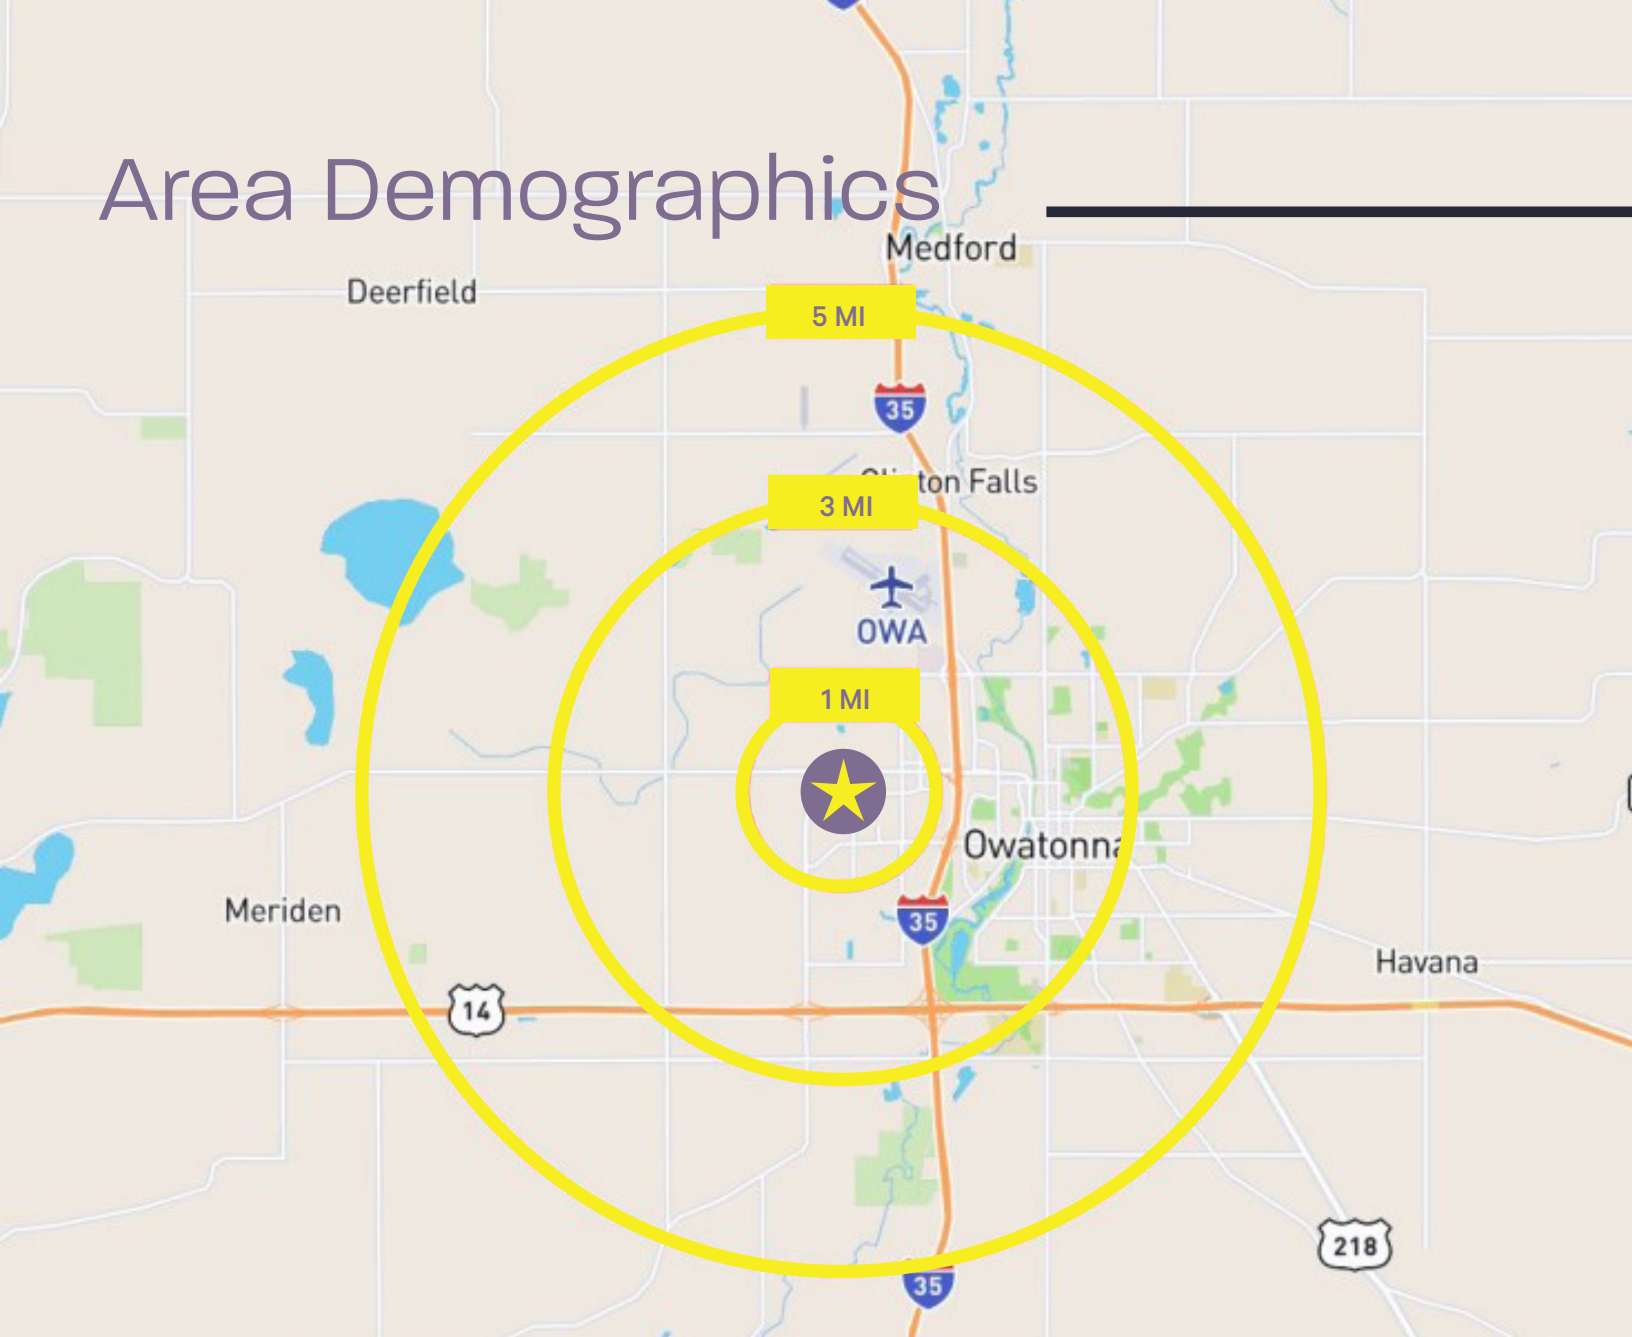 Area Demographics
Medford
Deerfield
5 MI
35
ton Falls
3 MI
OWA
1 MI
Owatonna
35
Meriden
Havana
14
218
35